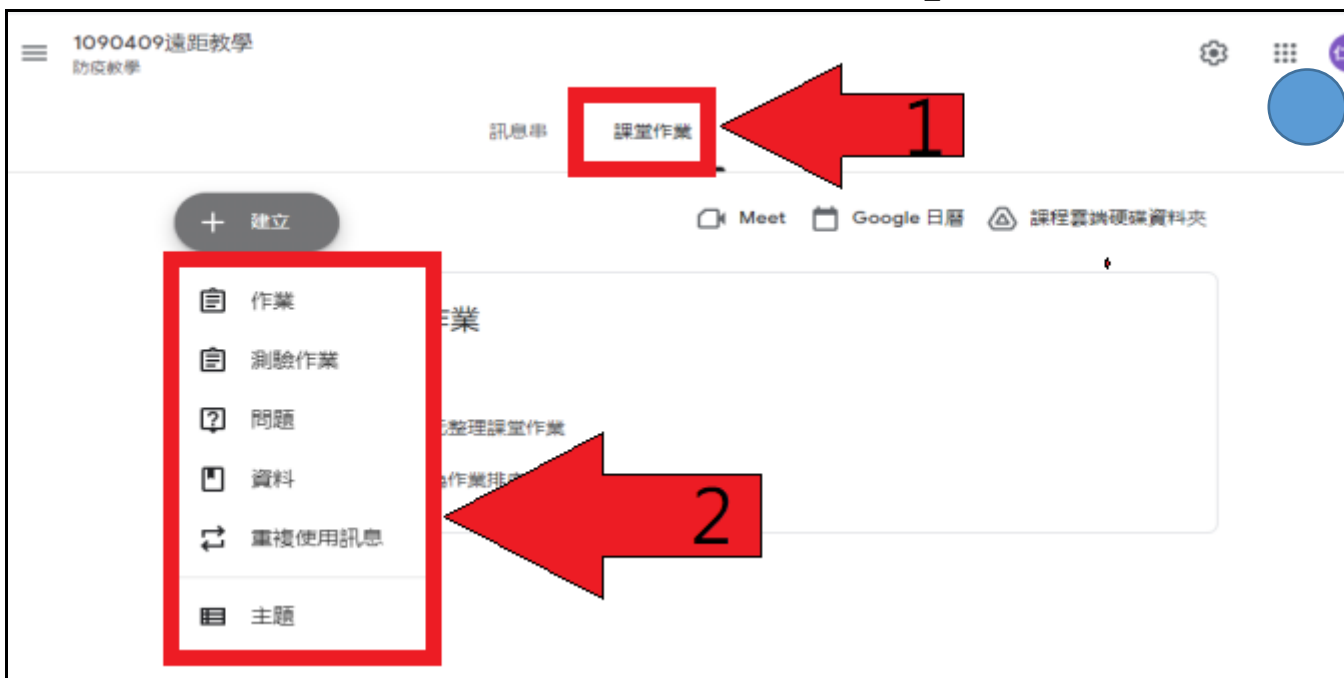 1090409遠距教學
防疫教學
訊息串 課堂作業 1
建立
Meet Google 日曆 課程雲端硬碟資料夾
作業
業
測驗作業
問題
整理課堂作業
資料
作業排
2
重複使用訊息
主題